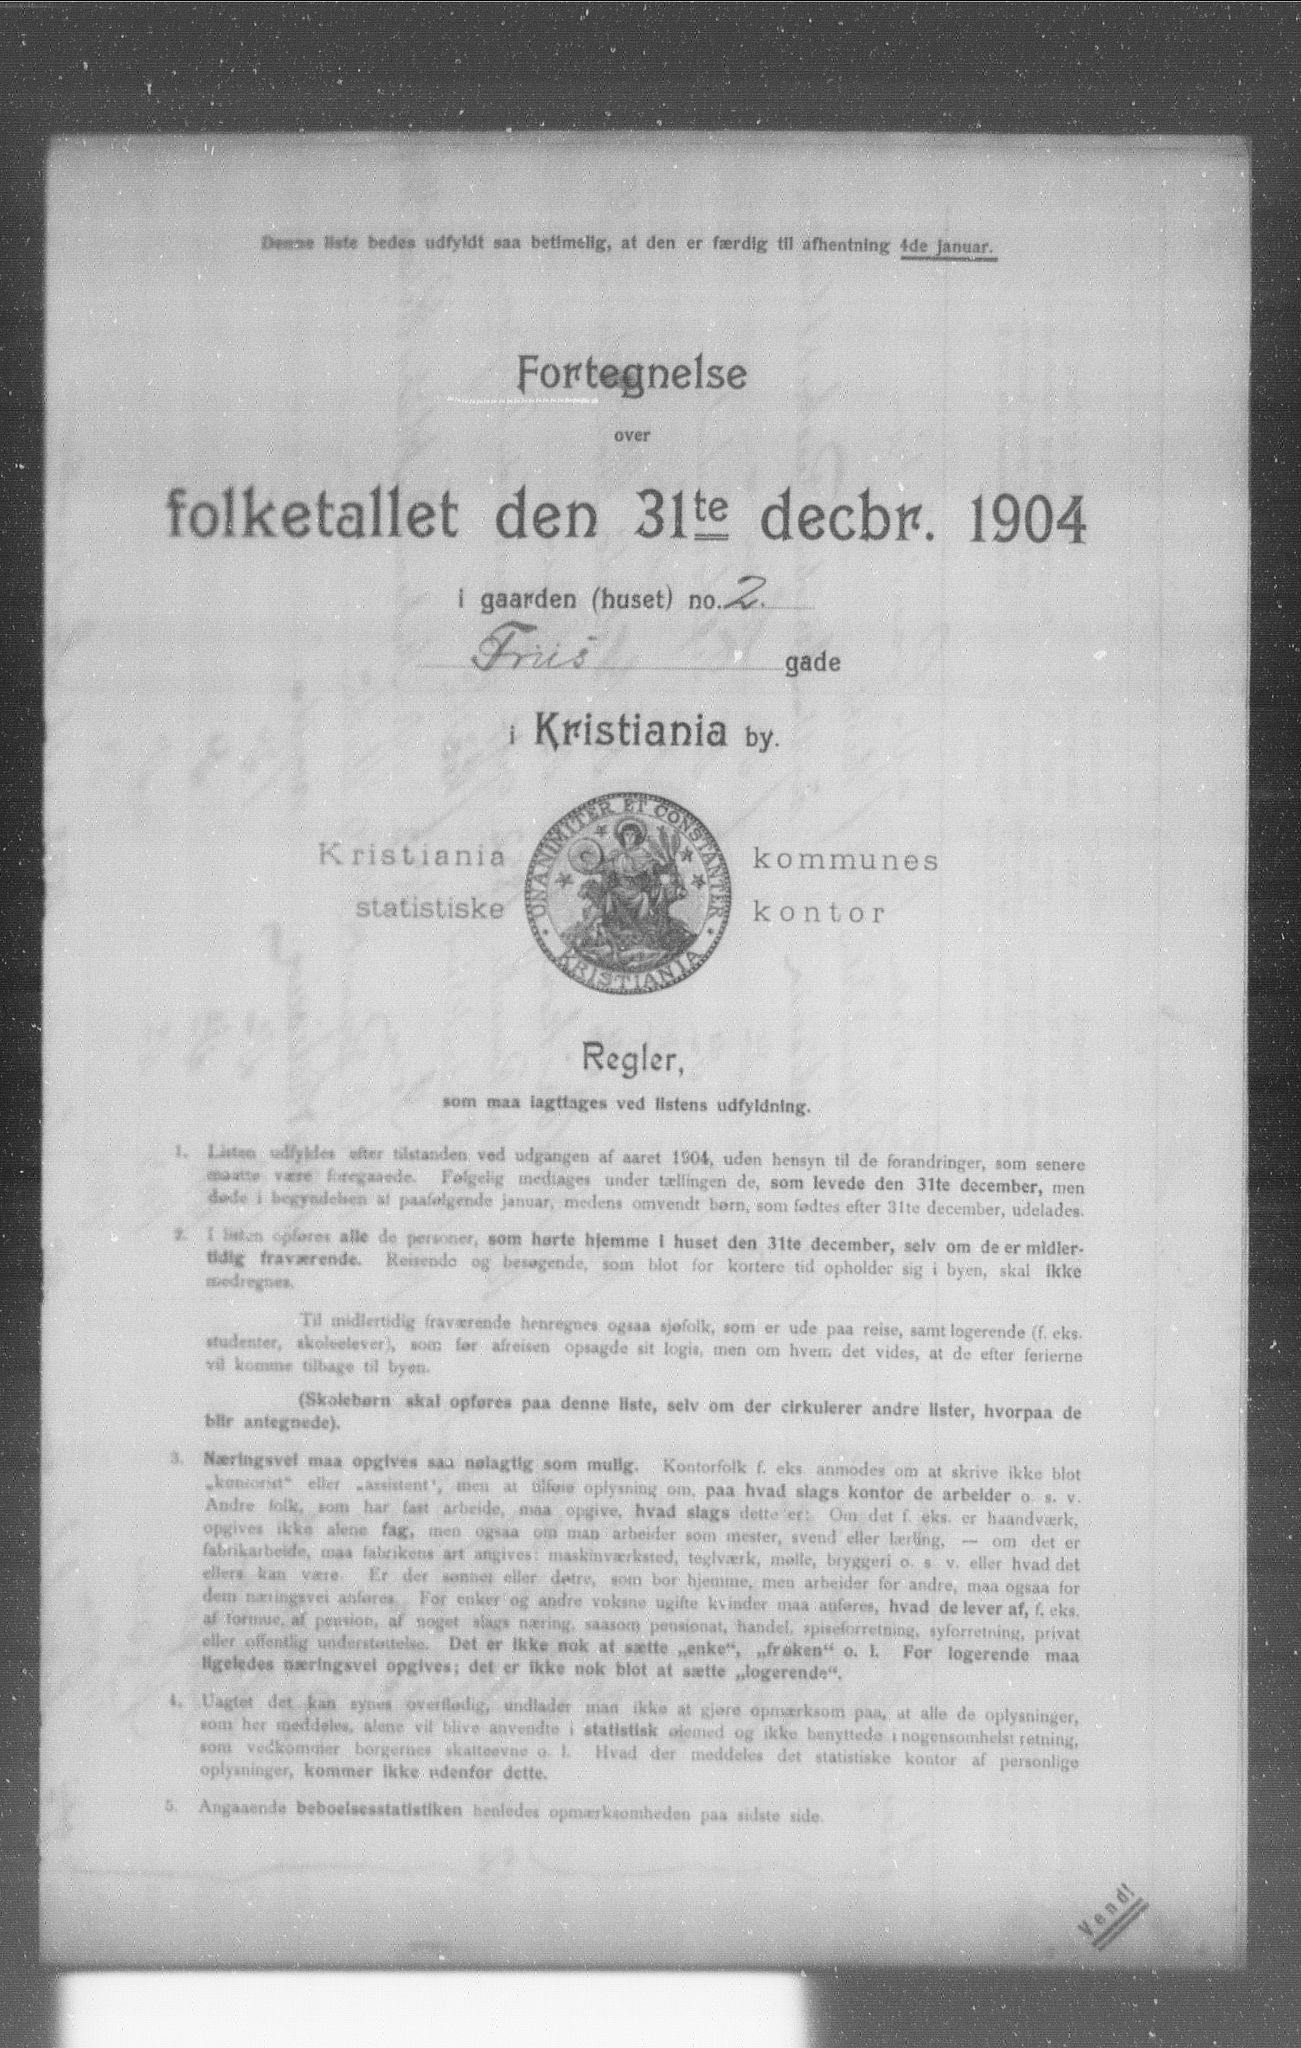 Denne liste bedes udfyldt saa betimelig, at den er færdig til afhentning 4de januar.
Fortegnelse
over
folketallet den 31te decbr. 1904
i gaarden (huset) no. 2.
Friis gade
i Kristiania by.
UNANIMITER ET CONSTANTER
KRISTIANIA
Kristiania kommunes
statistiske kontor
Regler,
som maa iagttages ved listens udfyldning.
1. Listen udfyldes efter tilstanden ved udgangen af aaret 1904, uden hensyn til de forandringer, som senere
maatte være foregaaede. Følgelig medtages under tællingen de, som levede den 31te december, men
døde i begyndelsen af paafølgende januar, medens omvendt børn, som fødtes efter 31te december, udelades.
2. I listen opføres alle de personer, som hørte hjemme i huset den 31te december, selv om de er midler-
tidig fraværende. Reisende og besøgende, som blot for kortere tid opholder sig i byen, skal ikke
medregnes.
Til midlertidig fraværende henregnes ogsaa sjøfolk, som er ude paa reise, samt logerende (f. eks.
studenter, skoleelever), som før afreisen opsagde sit logis, men om hvem det vides, at de efter ferierne
vil komme tilbage til byen.
(Skolebørn skal opføres paa denne liste, selv om der cirkulerer andre lister, hvorpaa de
blir antegnede).
3. Næringsvei maa opgives saa nøiagtig som mulig. Kontorfolk f. eks. anmodes om at skrive ikke blot
„kontorist“ eller „assistent“, men at tilføie oplysning om, paa hvad slags kontor de arbeider o. s. v.
Andre folk, som har fast arbeide, maa opgive, hvad slags dette er: Om det f. eks. er haandværk,
opgives ikke alene fag, men ogsaa om man arbeider som mester, svend eller lærling, — om det er
fabrikarbeide, maa fabrikens art angives: maskinværksted, teglværk, mølle, bryggeri o. s. v. eller hvad det
ellers kan være. Er der sønner eller døtre, som bor hjemme, men arbeider for andre, maa ogsaa for
dem næringsvei anføres. For enker og andre voksne ugifte kvinder maa anføres, hvad de lever af, f. eks.
af formue, af pension, af noget slags næring, saasom pensionat, handel, spiseforretning, syforretning, privat
eller offentlig understøttelse. Det er ikke nok at sætte „enke“, „frøken“ o. l. For logerende maa
ligeledes næringsvei opgives; det er ikke nok blot at sætte „logerende“.
4. Uagtet det kan synes overflødig, undlader man ikke at gjøre opmærksom paa, at alle de oplysninger,
som her meddeles, alene vil blive anvendte i statistisk øiemed og ikke benyttede i nogensomhelst retning,
som vedkommer borgernes skatteevne o. l. Hvad der meddeles det statistiske kontor af personlige
oplysninger, kommer ikke udenfor dette.
5. Angaaende beboelsesstatistiken henledes opmærksomheden paa sidste side.
Vend!